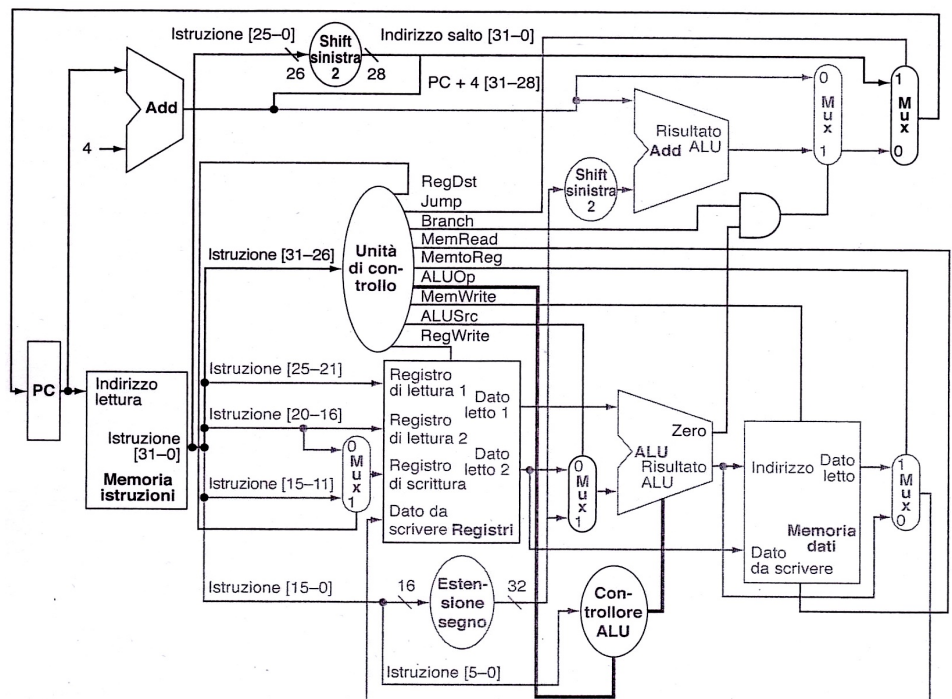 Istruzione [25–0]
Shift
sinistra
2
Indirizzo salto [31–0]
26
28
PC + 4 [31–28]
Add
4
0
M
u
x
1
1
M
u
x
0
Risultato
Add ALU
Shift
sinistra
2
RegDst
Jump
Branch
MemRead
MemtoReg
ALUOp
MemWrite
ALUSrc
RegWrite
Istruzione [31–26]
Unità
di con-
trollo
PC
Indirizzo
lettura
Istruzione
[31–0]
Memoria
istruzioni
Istruzione [25–21]
Istruzione [20–16]
Istruzione [15–11]
0
M
u
x
1
Registro
di lettura 1
Dato
letto 1
Registro
di lettura 2
Dato
letto 2
Registro
di scrittura
Dato da
scrivere Registri
0
M
u
x
1
Zero
ALU
Risultato
ALU
Indirizzo
Dato
letto
Memoria
dati
Dato
da scrivere
1
M
u
x
0
Istruzione [15–0]
16
Esten-
sione
segno
32
Con-
trollore
ALU
Istruzione [5–0]